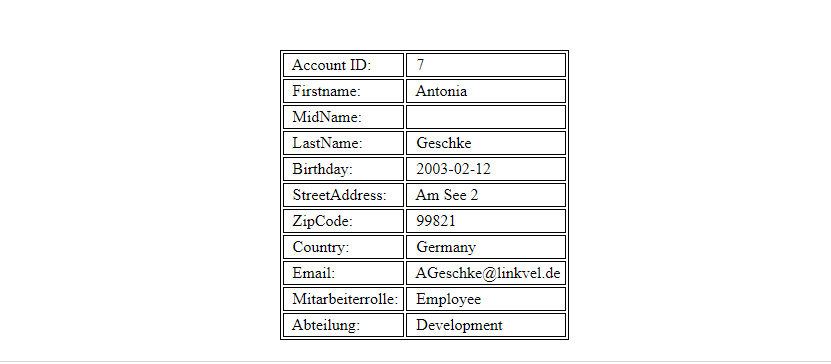 Account ID: 7
Firstname: Antonia
MidName:
LastName: Geschke
Birthday: 2003-02-12
StreetAddress: Am See 2
ZipCode: 99821
Country: Germany
Email: AGeschke@linkvel.de
Mitarbeiterrolle: Employee
Abteilung: Development